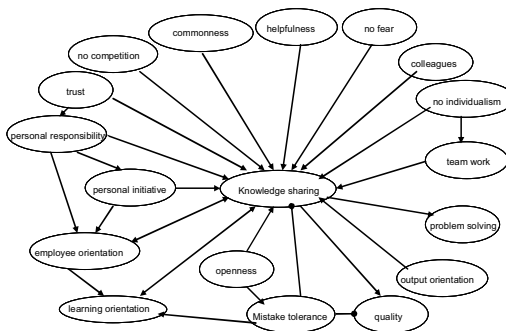 commonness
helpfulness
no fear
no competition
colleagues
trust
no individualism
personal responsibility
team work
personal initiative
Knowledge sharing
problem solving
employee orientation
openness
output orientation
learning orientation
Mistake tolerance
quality